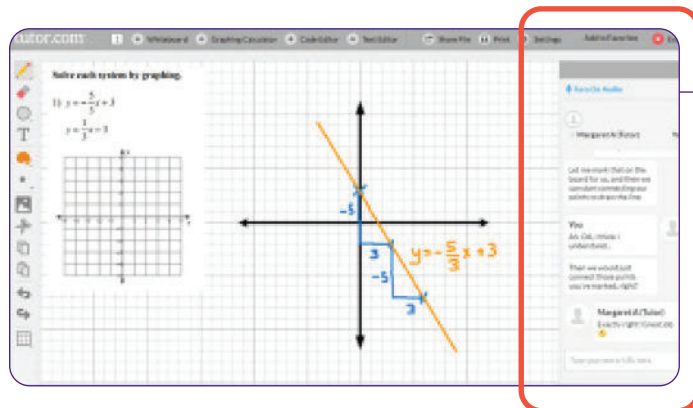 tutor.com Whiteboard Graphing Calculator Code Editor Text Editor Share File Print Settings Add to Favorites
Solve each system by graphing.
1) y = -5/3x + 3
y = 1/3x - 3
-5
3
-5
3
y = -5/3x + 3
Audio
Margaret A (Tutor)
Let me mark that on the
board for us, and then we
can start connecting our
points to draw the line
You
Ah. Ok, I think I
understand...
Then we would just
connect those points
you've marked, right?
Margaret A (Tutor)
Exactly right! Great job